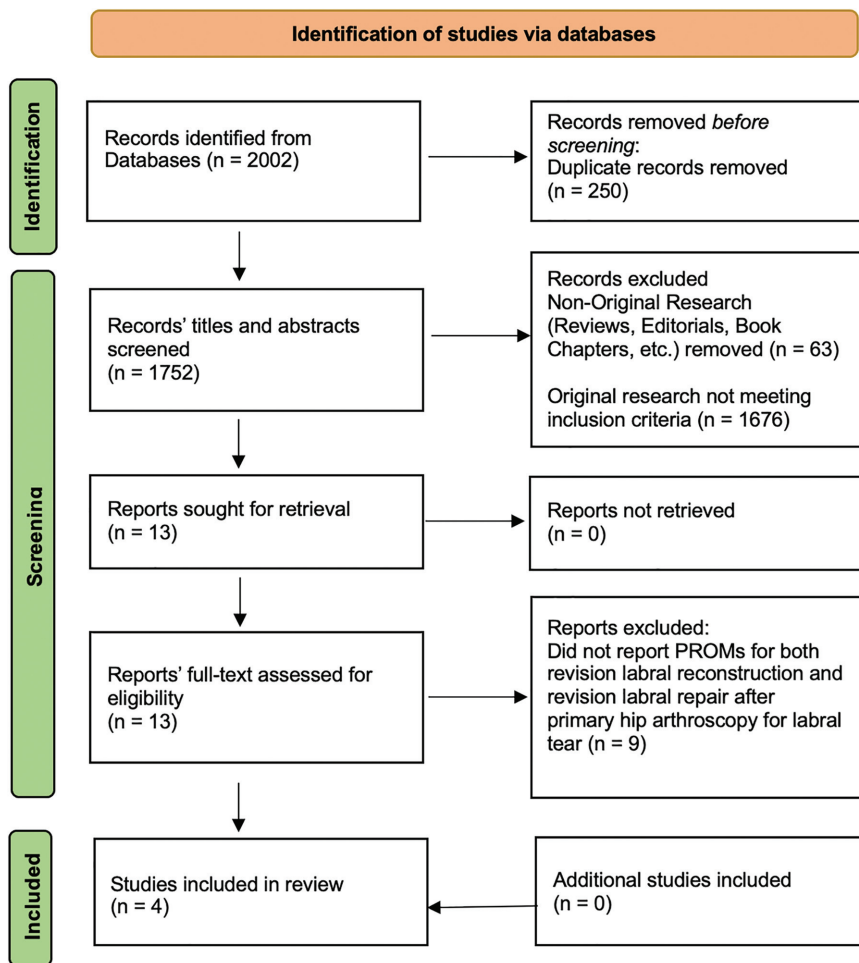 Identification of studies via databases
Identification
Records identified from
Databases (n = 2002)
Records removed before
screening:
Duplicate records removed
(n = 250)
Screening
Records' titles and abstracts
screened
(n = 1752)
Records excluded
Non-Original Research
(Reviews, Editorials, Book
Chapters, etc.) removed (n = 63)
Original research not meeting
inclusion criteria (n = 1676)
Reports sought for retrieval
(n = 13)
Reports not retrieved
(n = 0)
Reports' full-text assessed for
eligibility
(n = 13)
Reports excluded:
Did not report PROMs for both
revision labral reconstruction and
revision labral repair after
primary hip arthroscopy for labral
tear (n = 9)
Included
Studies included in review
(n = 4)
Additional studies included
(n = 0)